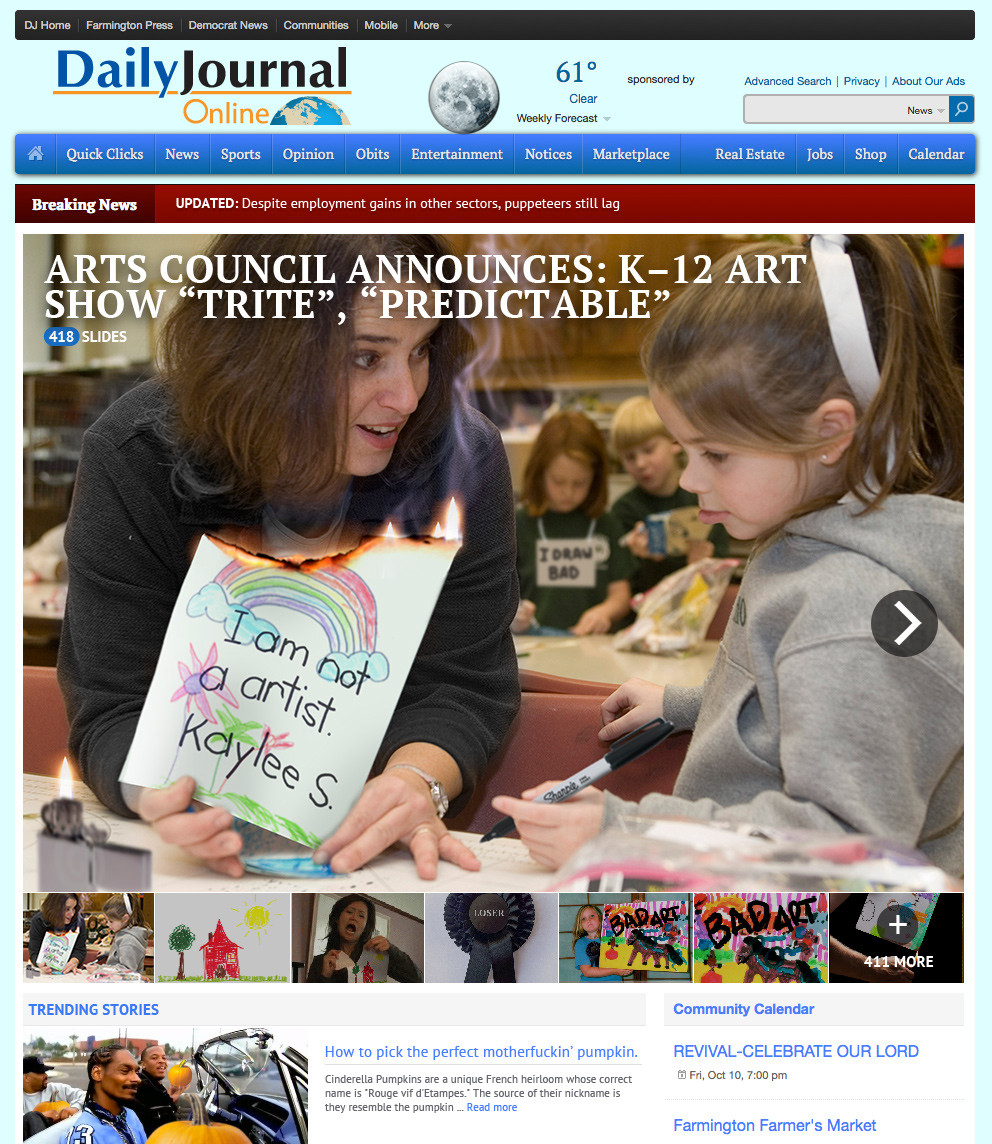 DJ Home
Farmington Press
Democrat News
Communities
Mobile
More
Daily Journal
Online
61°
Clear
Weekly Forecast
sponsored by
Advanced Search | Privacy | About Our Ads
News
Quick Clicks
News
Sports
Opinion
Obits
Entertainment
Notices
Marketplace
Real Estate
Jobs
Shop
Calendar
Breaking News
UPDATED: Despite employment gains in other sectors, puppeteers still lag
ARTS COUNCIL ANNOUNCES: K–12 ART
SHOW “TRITE”, “PREDICTABLE”
418 SLIDES
I DRAW
BAD
I am not
a artist.
Kaylee S.
Sharpie
LOSER
BAD ART
BAD ART
+
411 MORE
TRENDING STORIES
How to pick the perfect motherfuckin' pumpkin.
Cinderella Pumpkins are a unique French heirloom whose correct
name is "Rouge vif d'Etampes." The source of their nickname is
they resemble the pumpkin ... Read more
Community Calendar
REVIVAL-CELEBRATE OUR LORD
Fri, Oct 10, 7:00 pm
Farmington Farmer's Market